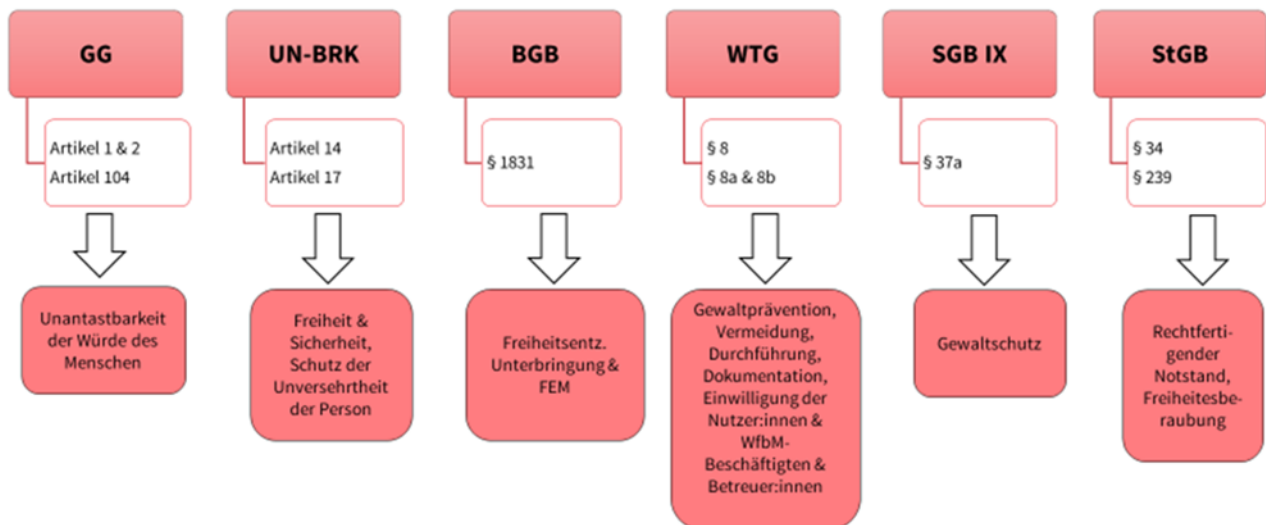 GG
Artikel 1 & 2
Artikel 104
Unantastbarkeit
der Würde des
Menschen
UN-BRK
Artikel 14
Artikel 17
Freiheit &
Sicherheit,
Schutz der
Unversehrtheit
der Person
BGB
§ 1831
Freiheitsentz.
Unterbringung &
FEM
WTG
§ 8
§ 8a & 8b
Gewaltprävention,
Vermeidung,
Durchführung,
Dokumentation,
Einwilligung der
Nutzer:innen &
WfbM-
Beschäftigten &
Betreuer:innen
SGB IX
§ 37a
Gewaltschutz
StGB
§ 34
§ 239
Rechtferti-
gender
Notstand,
Freiheitesbe-
raubung